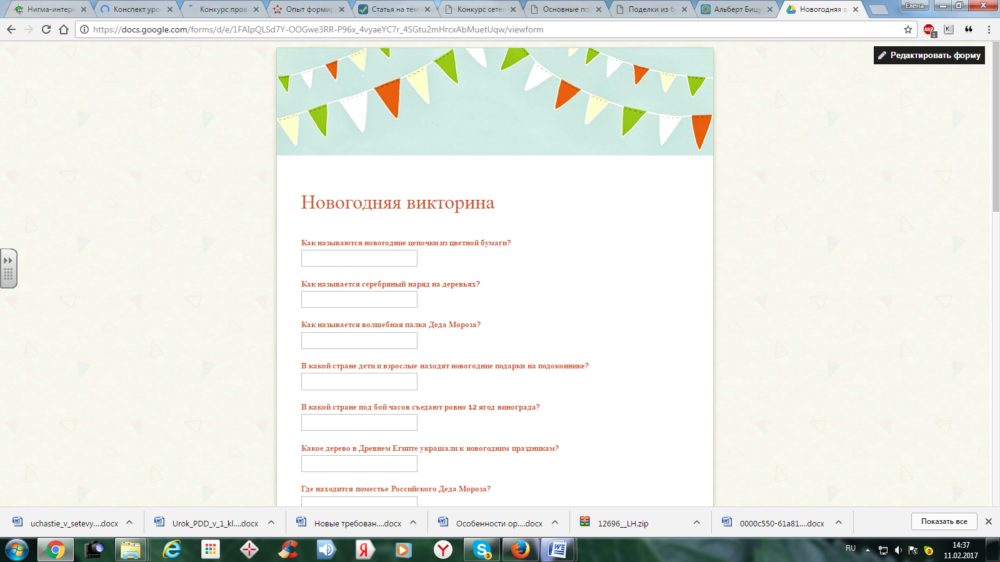 Нигма-интерн
Конспект уро
Конкурс пров
Опыт формир
Статья на тем
Конкурс сетев
Основные по
Поделки из б
Альберт Бицу
Новогодняя в
Елена
https://docs.google.com/forms/d/e/1FAIpQLSd7Y-OOGwe3RR-P96x_4vyaeYC7r_4SGtu2mHrcxAbMuetUqw/viewform
ABP
1
K
Редактировать форму
Новогодняя викторина
Как называются новогодние цепочки из цветной бумаги?
Как называется серебряный наряд на деревьях?
Как называется волшебная палка Деда Мороза?
В какой стране дети и взрослые находят новогодние подарки на подоконнике?
В какой стране под бой часов съедают ровно 12 ягод винограда?
Какое дерево в Древнем Египте украшали к новогодним праздникам?
Где находится поместье Российского Деда Мороза?
uchastie_v_setevy....docx
Urok_PDD_v_1_kl....docx
Новые требован....docx
Особенности ор....docx
12696__LH.zip
0000c550-61a81....docx
Показать все
RU
14:37
11.02.2017